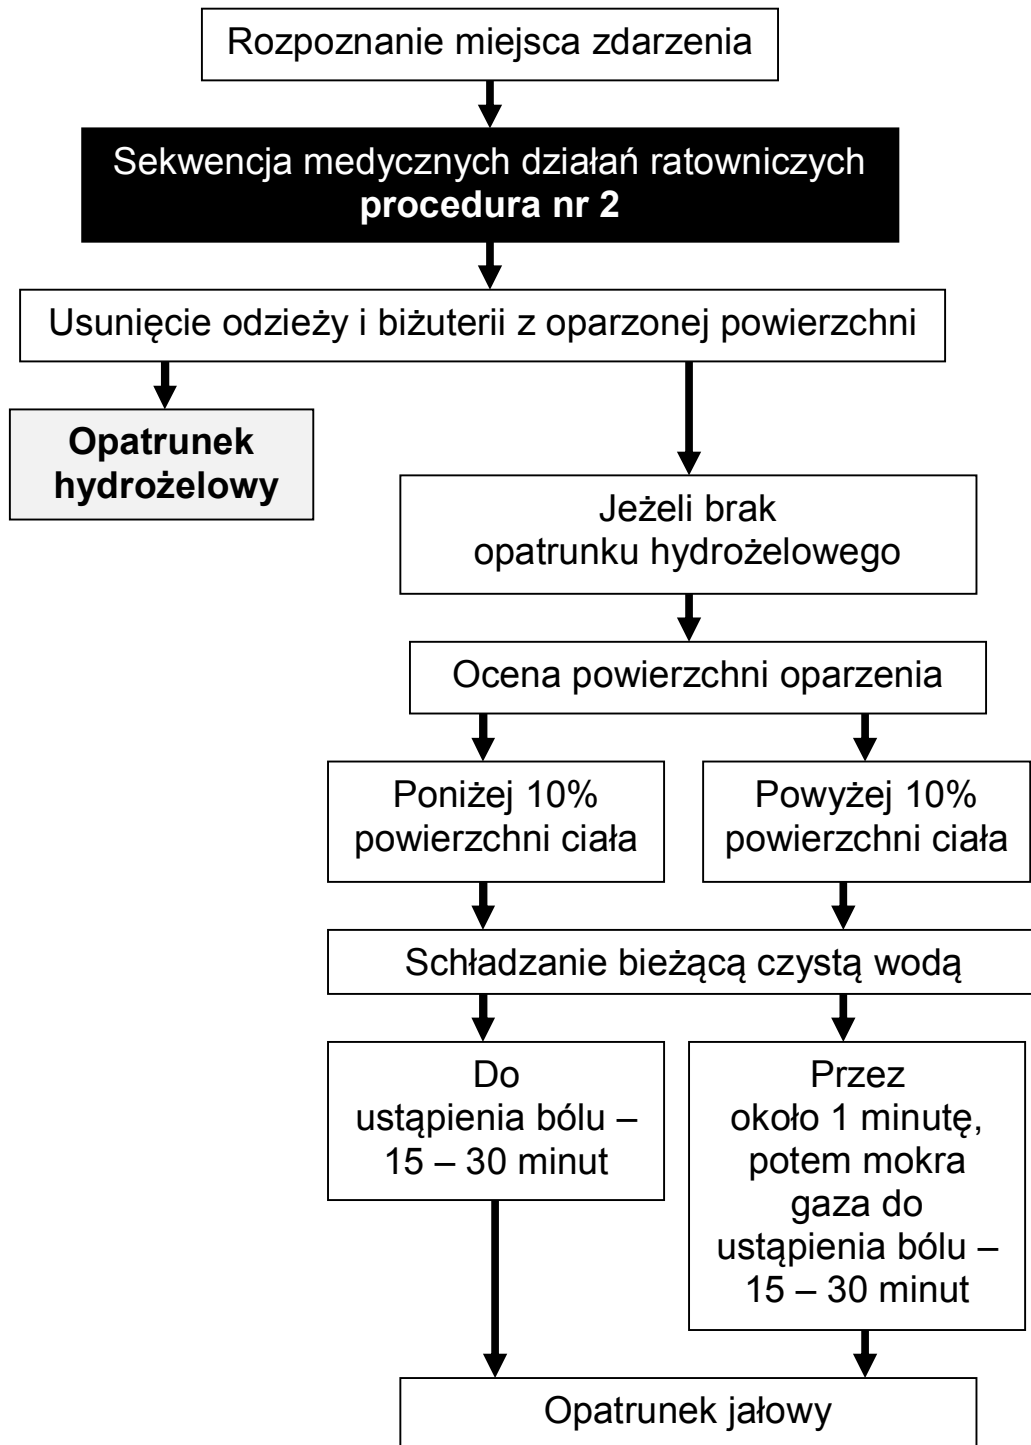 Rozpoznanie miejsca zdarzenia
Sekwencja medycznych działań ratowniczych
procedura nr 2
Usunięcie odzieży i biżuterii z oparzonej powierzchni
Opatrunek
hydrożelowy
Jeżeli brak
opatrunku hydrożelowego
Ocena powierzchni oparzenia
Poniżej 10%
powierzchni ciała
Powyżej 10%
powierzchni ciała
Schładzanie bieżącą czystą wodą
Do
ustąpienia bólu –
15 – 30 minut
Przez
około 1 minutę,
potem mokra
gaza do
ustąpienia bólu –
15 – 30 minut
Opatrunek jałowy